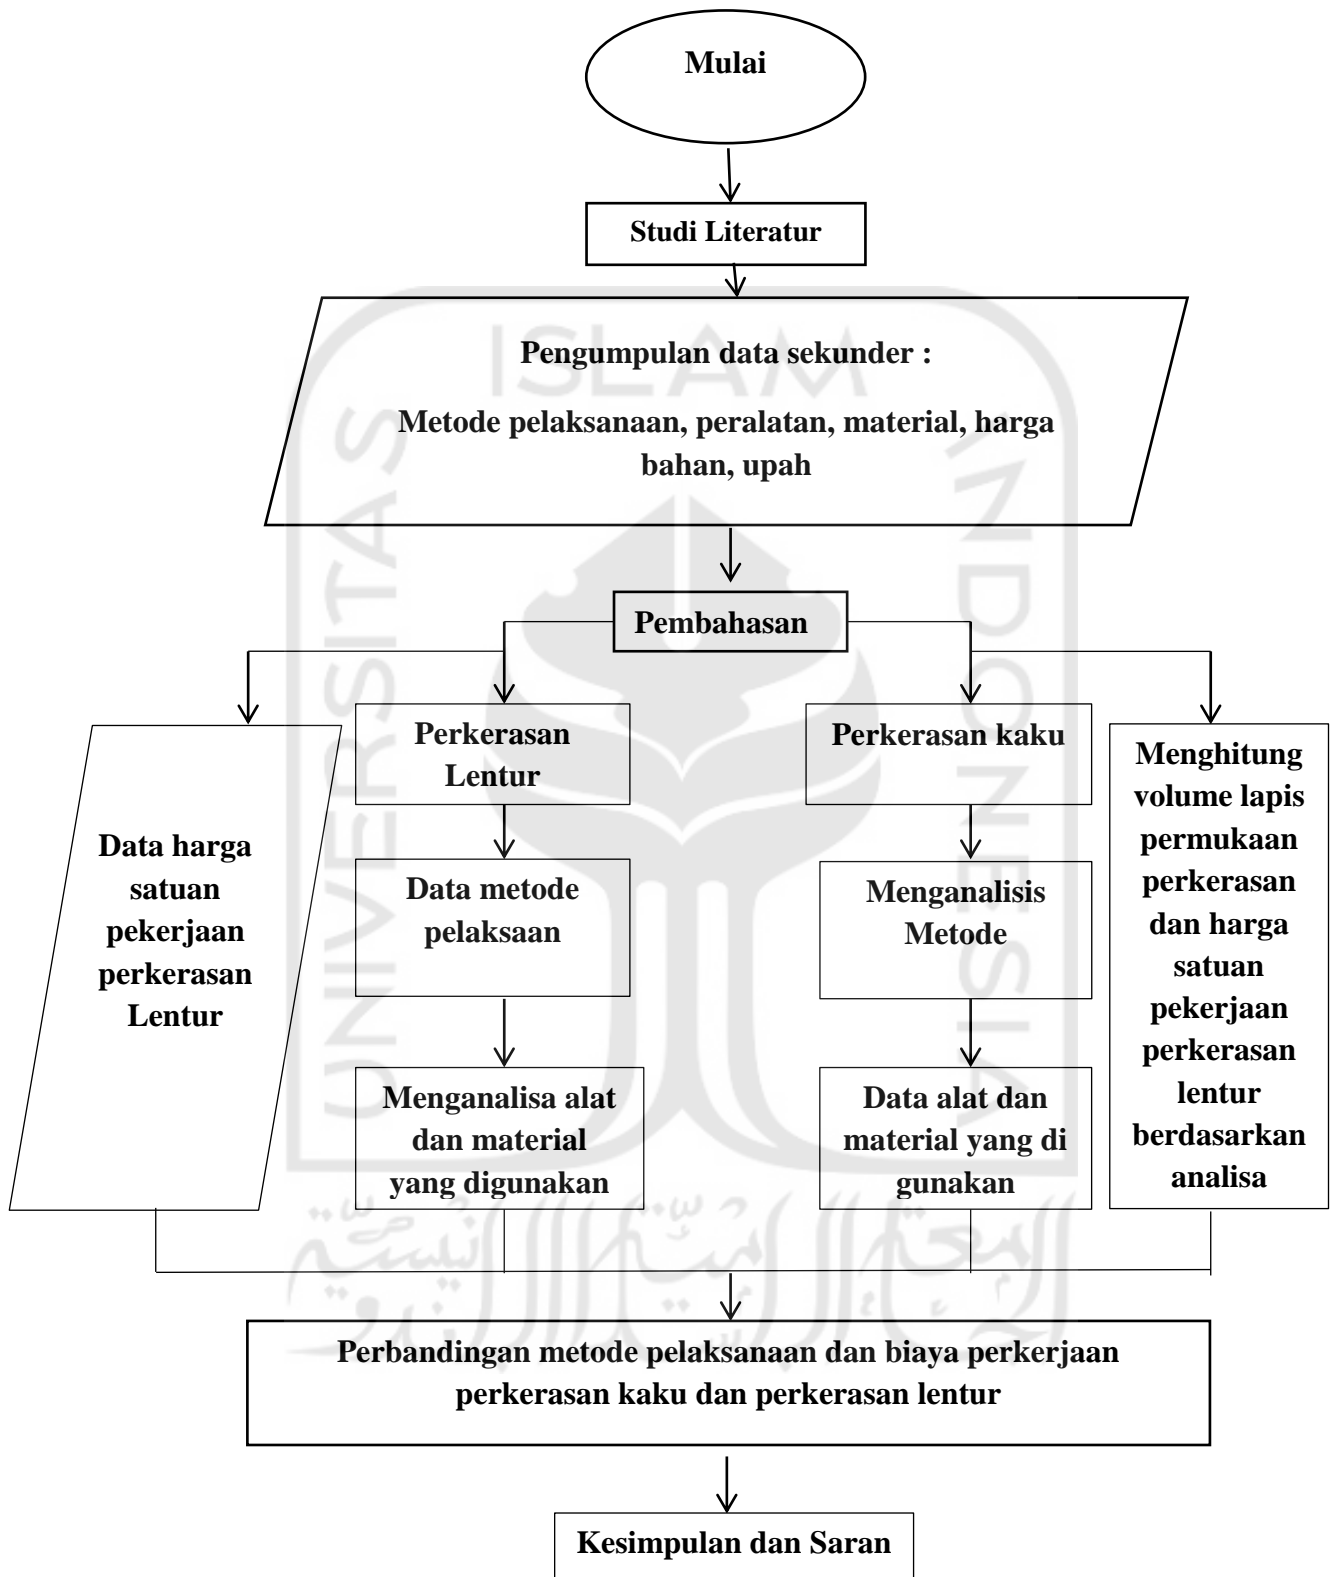 Mulai
Studi Literatur
Pengumpulan data sekunder :
Metode pelaksanaan, peralatan, material, harga
bahan, upah
Pembahasan
Data harga
satuan
pekerjaan
perkerasan
Lentur
Perkerasan
Lentur
Data metode
pelaksaan
Menganalisa alat
dan material
yang digunakan
Perkerasan kaku
Menganalisis
Metode
Data alat dan
material yang di
gunakan
Menghitung
volume lapis
permukaan
perkerasan
dan harga
satuan
pekerjaan
perkerasan
lentur
berdasarkan
analisa
Perbandingan metode pelaksanaan dan biaya perkerjaan
perkerasan kaku dan perkerasan lentur
Kesimpulan dan Saran
UNIVERSITAS
ISLAM
INDONESIA